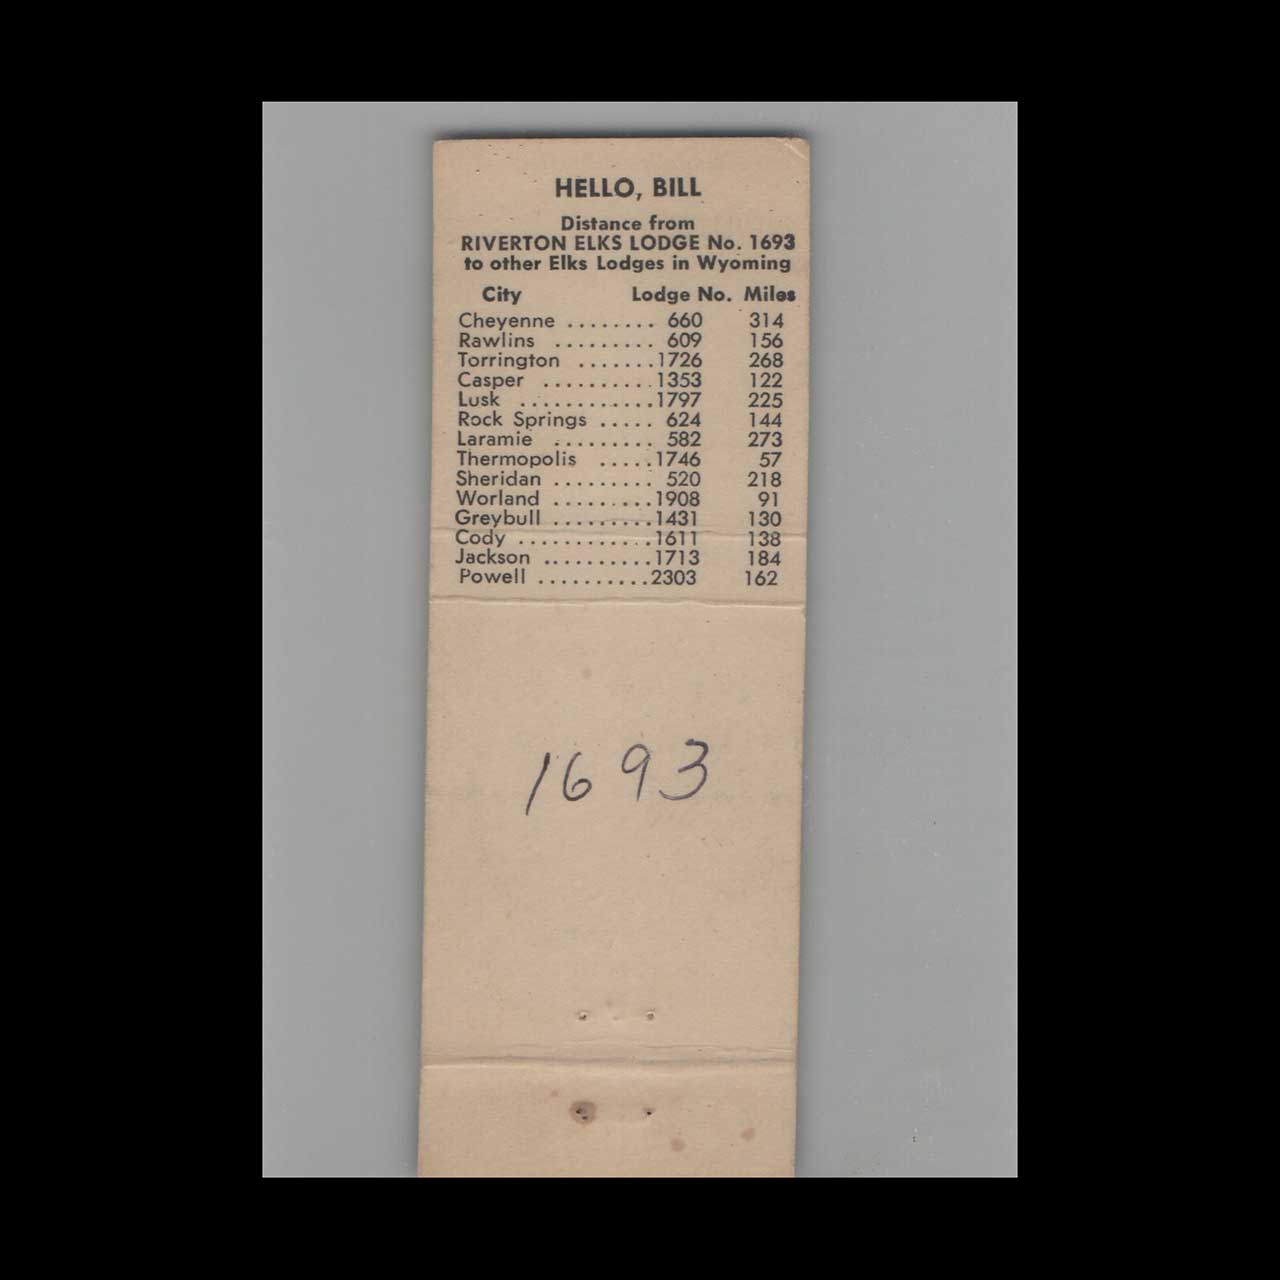 HELLO, BILL
Distance from
RIVERTON ELKS LODGE No. 1693
to other Elks Lodges in Wyoming
City Lodge No. Miles
Cheyenne ........ 660 314
Rawlins ......... 609 156
Torrington .......1726 268
Casper ..........1353 122
Lusk ............1797 225
Rock Springs ..... 624 144
Laramie ......... 582 273
Thermopolis .....1746 57
Sheridan ......... 520 218
Worland .........1908 91
Greybull .........1431 130
Cody ............1611 138
Jackson ..........1713 184
Powell ..........2303 162
1693